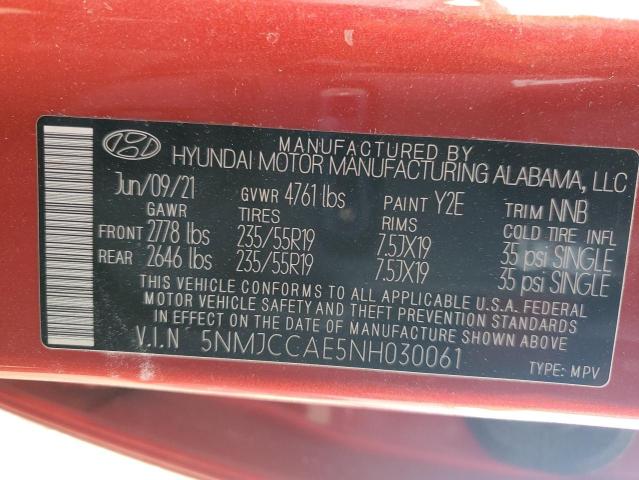 MANUFACTURED BY
HYUNDAI MOTOR MANUFACTURING ALABAMA, LLC
Jun/09/21 GVWR 4761 lbs PAINT Y2E TRIM NNB
GAWR TIRES RIMS COLD TIRE INFL
FRONT 2778 lbs 235/55R19 7.5JX19 35 psi SINGLE
REAR 2646 lbs 235/55R19 7.5JX19 35 psi SINGLE
THIS VEHICLE CONFORMS TO ALL APPLICABLE U.S.A. FEDERAL
MOTOR VEHICLE SAFETY AND THEFT PREVENTION STANDARDS
IN EFFECT ON THE DATE OF MANUFACTURE SHOWN ABOVE.
V.I.N 5NMJCCAE5NH030061
TYPE: MPV